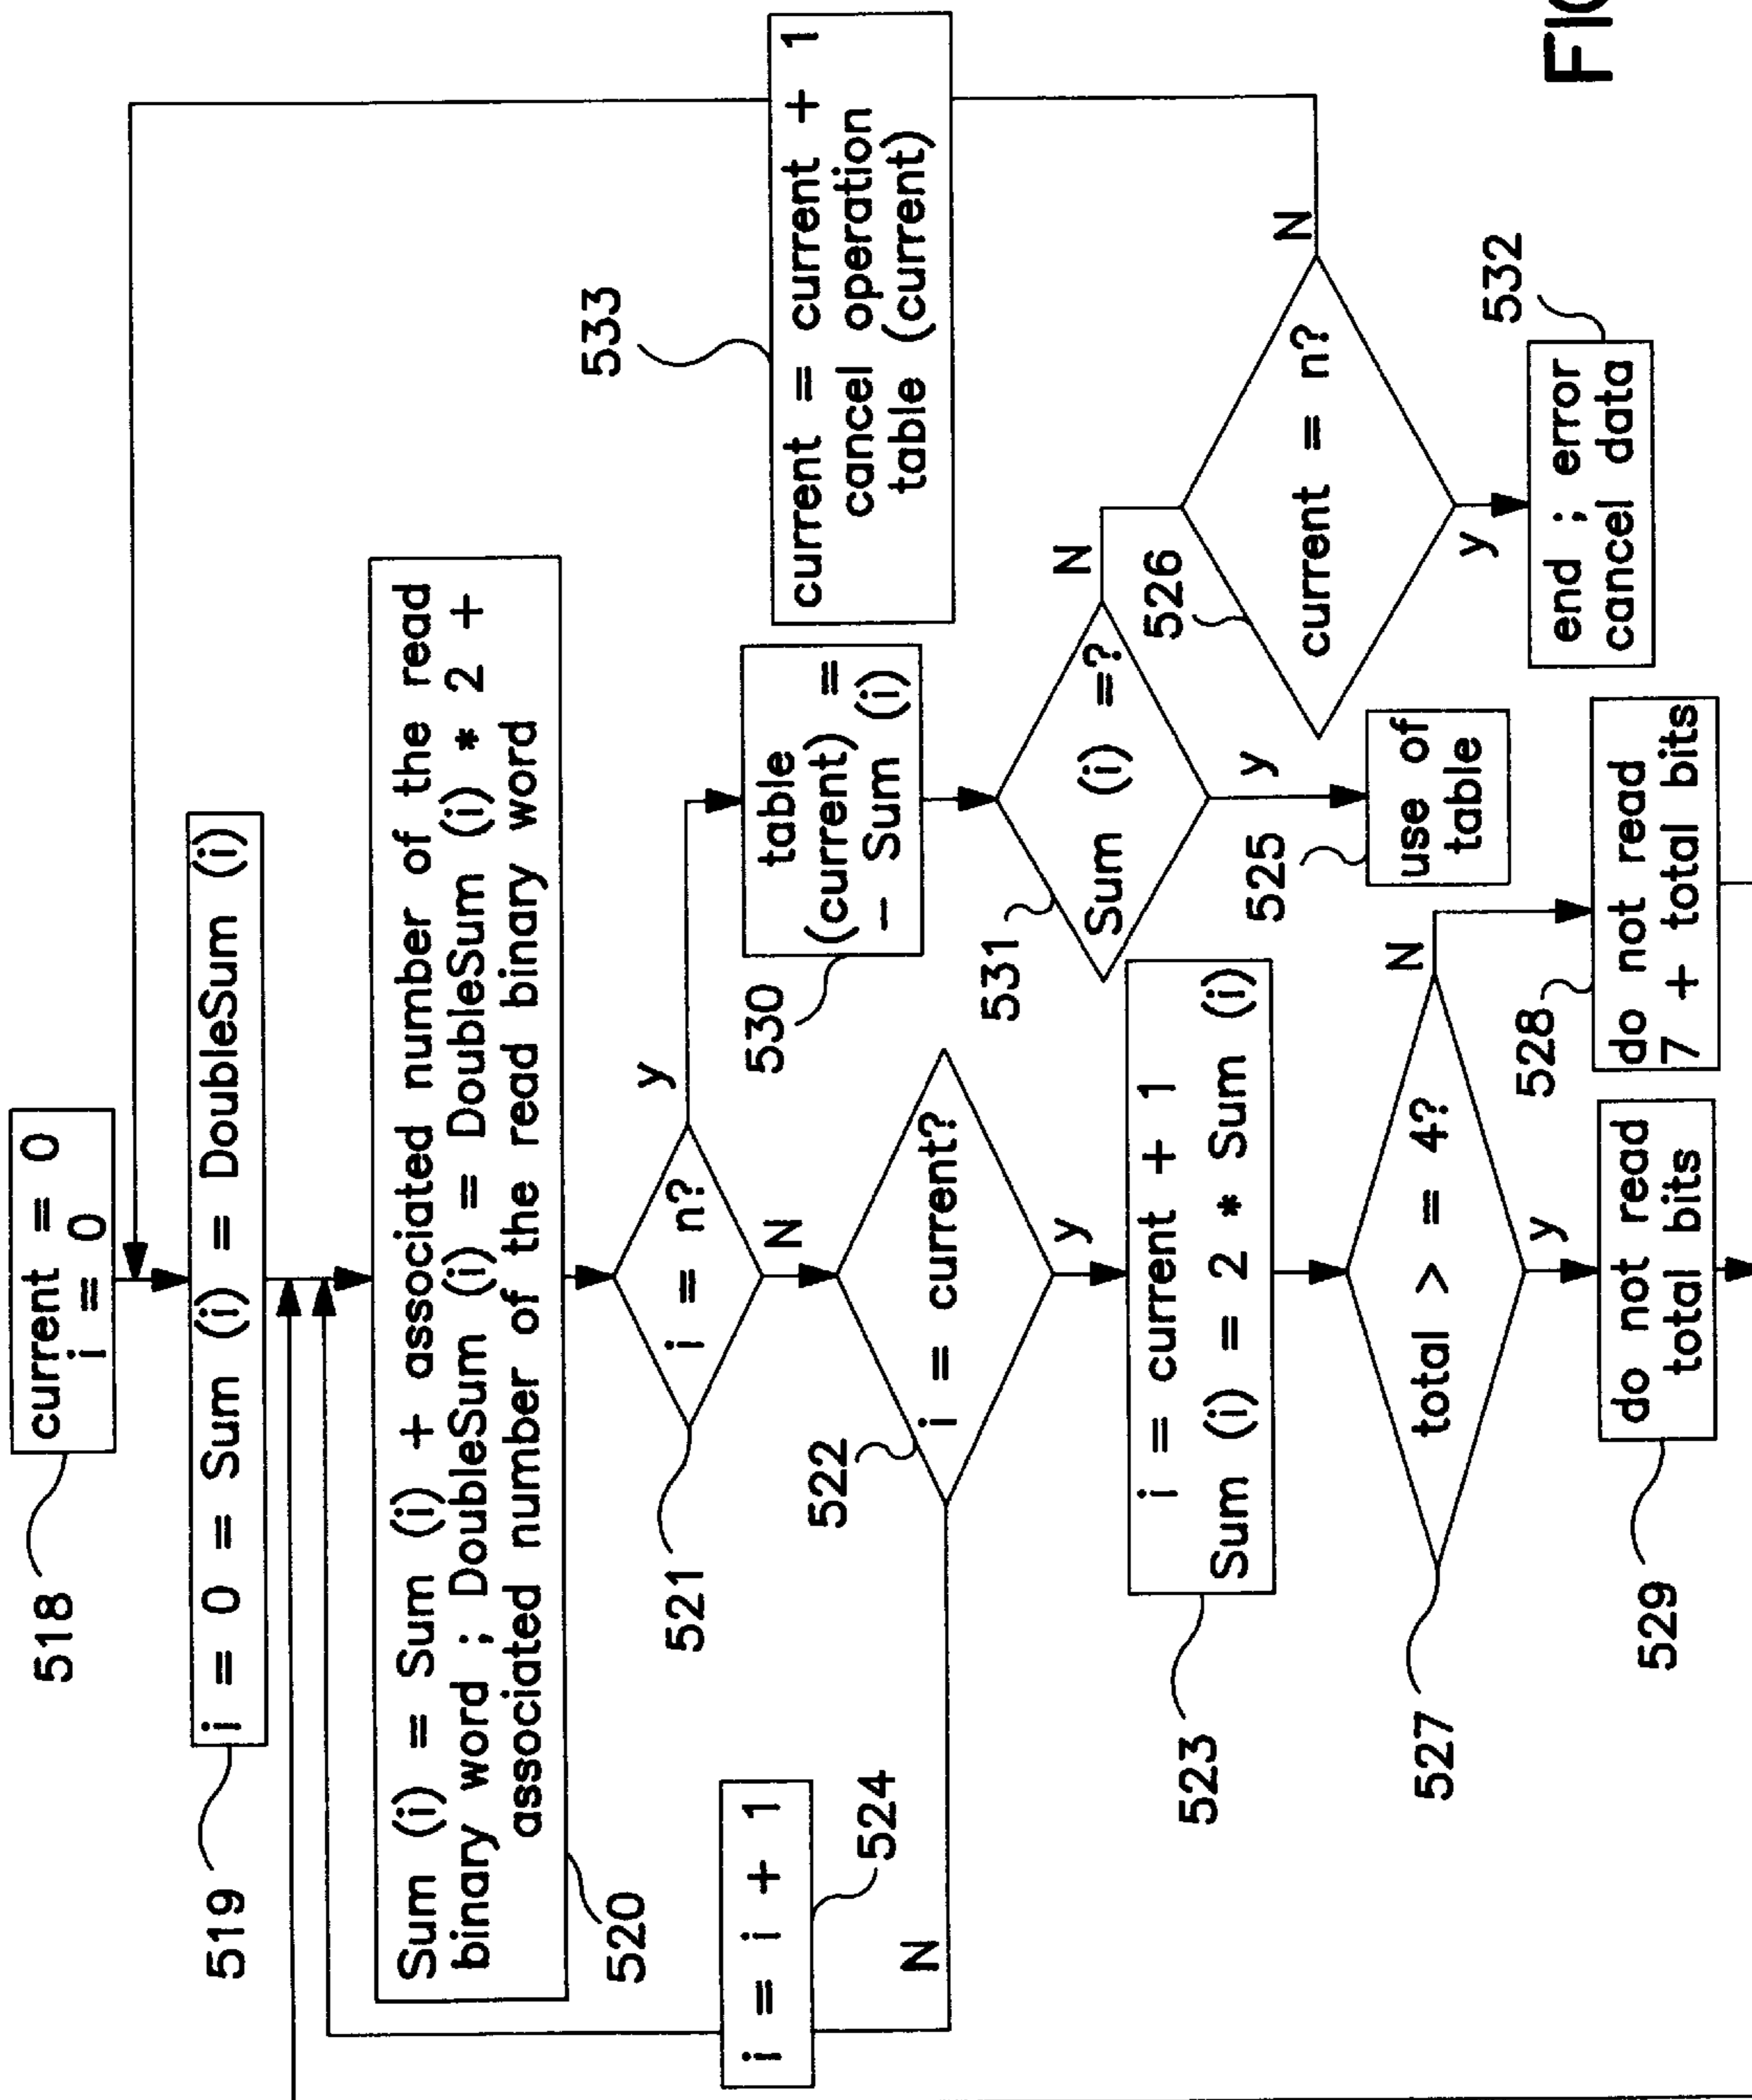 518
current = 0
i = 0
519
i = 0 = Sum (i) = DoubleSum (i)
520
Sum (i) = Sum (i) + associated number of the read
binary word ; DoubleSum (i) = DoubleSum (i) * 2 +
associated number of the read binary word
521
i = n?
y
N
522
i = current?
N
y
524
i = i + 1
523
i = current + 1
Sum (i) = 2 * Sum (i)
527
total > = 4?
N
y
529
do not read
total bits
528
do not read
7 + total bits
530
table
(current) =
- Sum (i)
531
Sum (i) =?
N
y
525
use of
table
526
current = n?
N
y
532
end ; error
cancel data
533
current = current + 1
cancel operation
table (current)